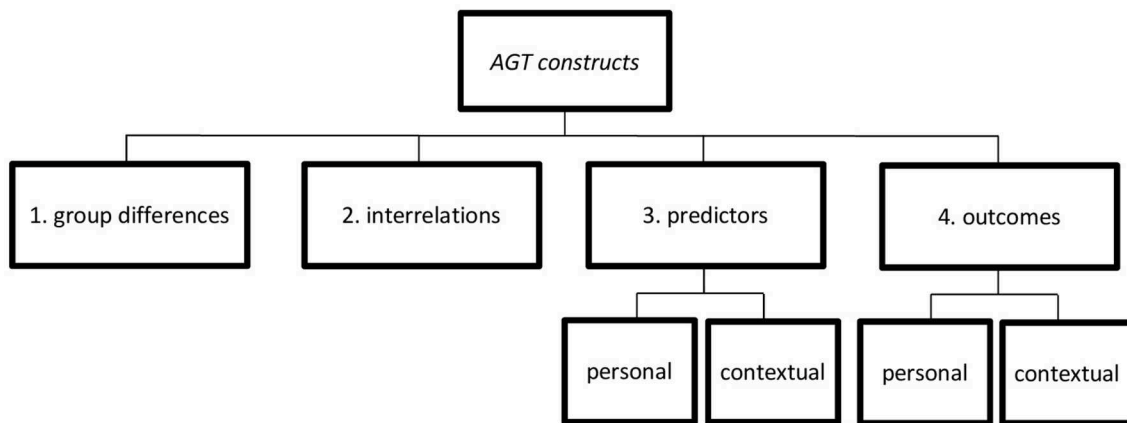 AGT constructs
1. group differences
2. interrelations
3. predictors
4. outcomes
personal
contextual
personal
contextual